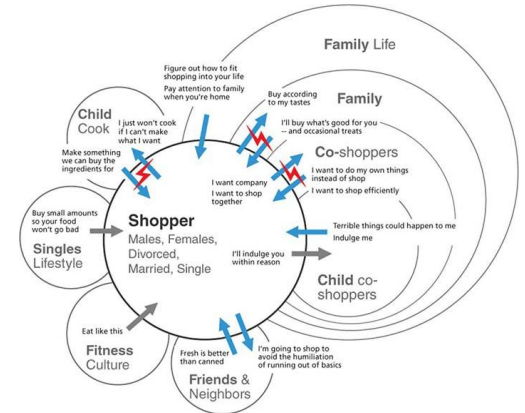 Family Life
Figure out how to fit
shopping into your life
Pay attention to family
when you're home
Buy according
to my tastes
Family
Child
Cook
I just won't cook
if I can't make
what I want
I'll buy what's good for you
-- and occasional treats
Make something
we can buy the
ingredients for
Co-shoppers
I want to do my own things
instead of shop
I want to shop efficiently
I want company
I want to shop
together
Buy small amounts
so your food
won't go bad
Singles
Lifestyle
Shopper
Males, Females,
Divorced,
Married, Single
Terrible things could happen to me
Indulge me
I'll indulge you
within reason
Child co-
shoppers
Eat like this
Fitness
Culture
Fresh is better
than canned
I'm going to shop to
avoid the humiliation
of running out of basics
Friends &
Neighbors